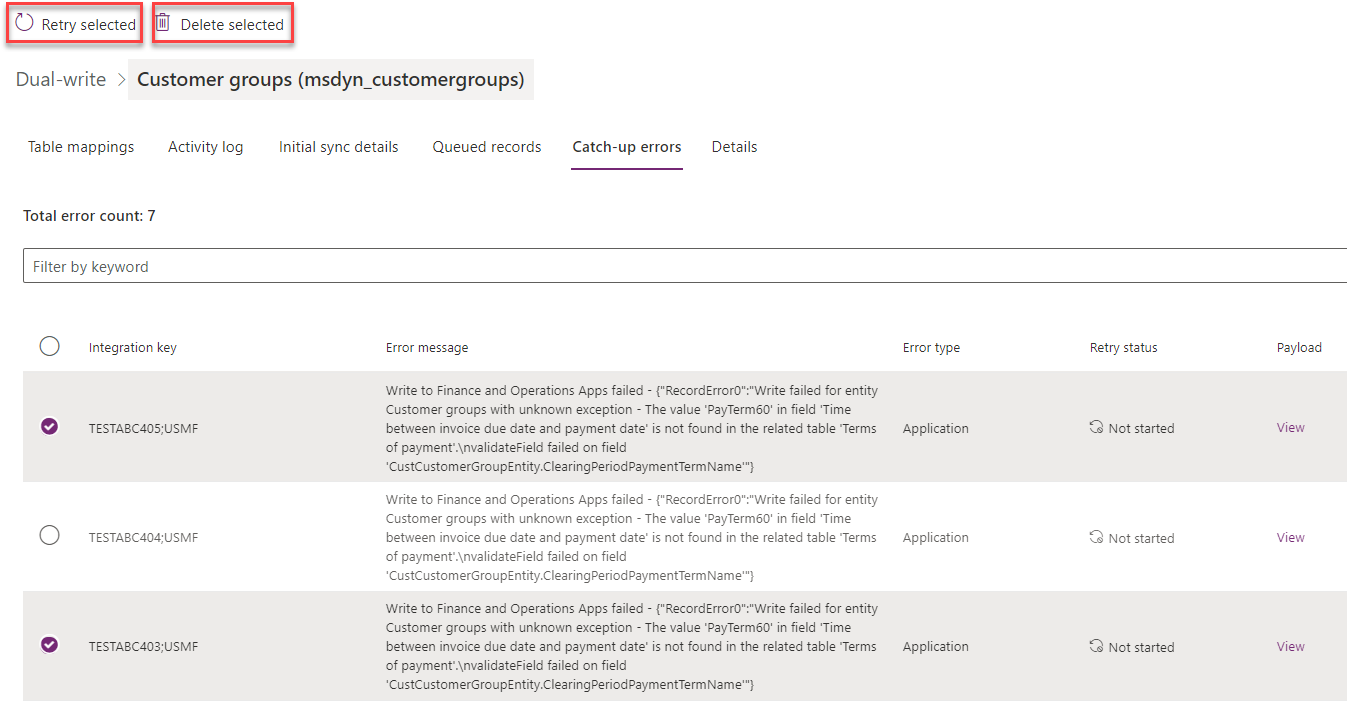 Retry selected Delete selected
Dual-write > Customer groups (msdyn_customergroups)
Table mappings Activity log Initial sync details Queued records Catch-up errors Details
Total error count: 7
Filter by keyword
Integration key Error message Error type Retry status Payload
Write to Finance and Operations Apps failed - {"RecordError0":"Write failed for entity
Customer groups with unknown exception - The value 'PayTerm60' in field 'Time
TESTABC405;USMF between invoice due date and payment date' is not found in the related table 'Terms Application Not started View
of payment'.\nvalidateField failed on field
'CustCustomerGroupEntity.ClearingPeriodPaymentTermName'"}
Write to Finance and Operations Apps failed - {"RecordError0":"Write failed for entity
Customer groups with unknown exception - The value 'PayTerm60' in field 'Time
TESTABC404;USMF between invoice due date and payment date' is not found in the related table 'Terms Application Not started View
of payment'.\nvalidateField failed on field
'CustCustomerGroupEntity.ClearingPeriodPaymentTermName'"}
Write to Finance and Operations Apps failed - {"RecordError0":"Write failed for entity
Customer groups with unknown exception - The value 'PayTerm60' in field 'Time
TESTABC403;USMF between invoice due date and payment date' is not found in the related table 'Terms Application Not started View
of payment'.\nvalidateField failed on field
'CustCustomerGroupEntity.ClearingPeriodPaymentTermName'"}